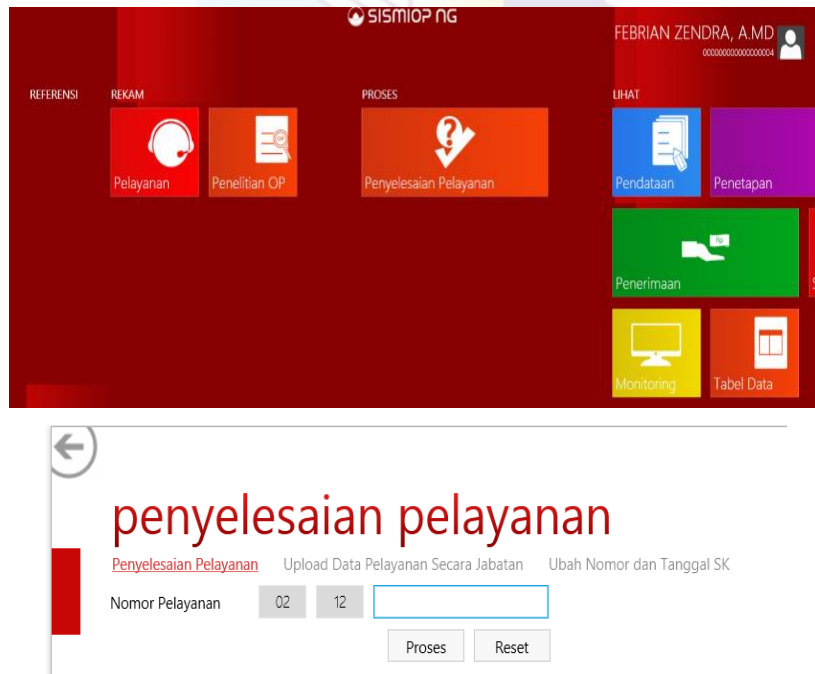 SISMIOP NG
FEBRIAN ZENDRA, A.MD
000000000000000004
REFERENSI REKAM PROSES LIHAT
Pelayanan Penelitian OP Penyelesaian Pelayanan Pendataan Penetapan
Rp
Penerimaan S
Monitoring Tabel Data
penyelesaian pelayanan
Penyelesaian Pelayanan Upload Data Pelayanan Secara Jabatan Ubah Nomor dan Tanggal SK
Nomor Pelayanan 02 12
Proses Reset